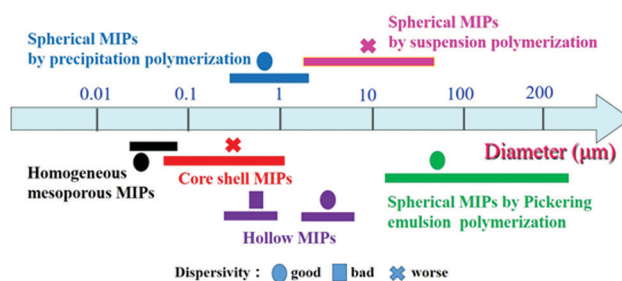 Spherical MIPs
by precipitation polymerization
Spherical MIPs
by suspension polymerization
0.01 0.1 1 10 100 200
Diameter (μm)
Homogeneous
mesoporous MIPs
Core shell MIPs
Hollow MIPs
Spherical MIPs by Pickering
emulsion polymerization
Dispersivity : good bad worse